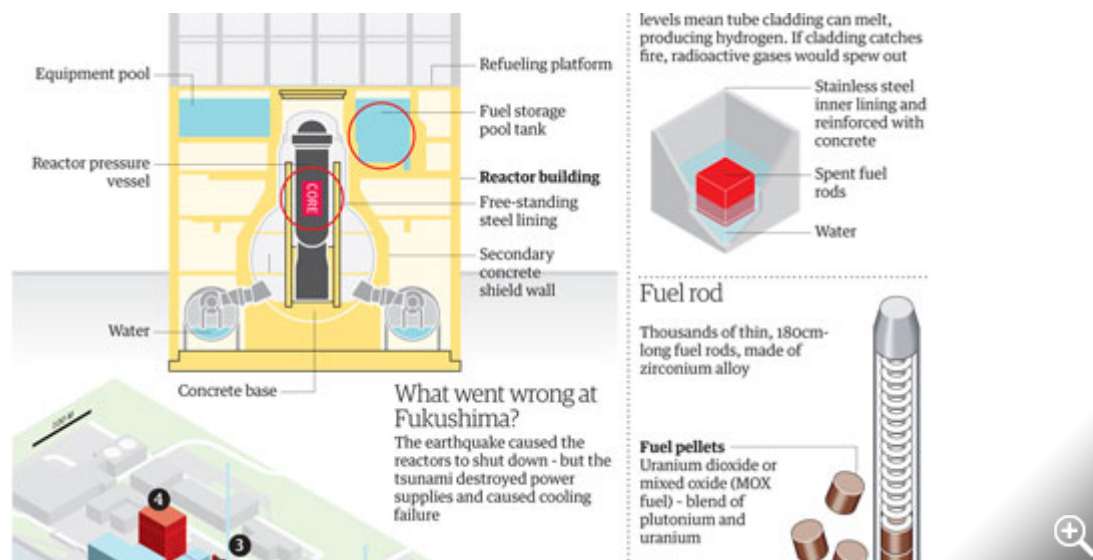 Equipment pool
Refueling platform
Fuel storage
pool tank
Reactor pressure
vessel
Reactor building
CORE
Free-standing
steel lining
Secondary
concrete
shield wall
Water
Concrete base
What went wrong at
Fukushima?
The earthquake caused the
reactors to shut down - but the
tsunami destroyed power
supplies and caused cooling
failure
100 M
4
3
levels mean tube cladding can melt,
producing hydrogen. If cladding catches
fire, radioactive gases would spew out
Stainless steel
inner lining and
reinforced with
concrete
Spent fuel
rods
Water
Fuel rod
Thousands of thin, 180cm-
long fuel rods, made of
zirconium alloy
Fuel pellets
Uranium dioxide or
mixed oxide (MOX
fuel) - blend of
plutonium and
uranium